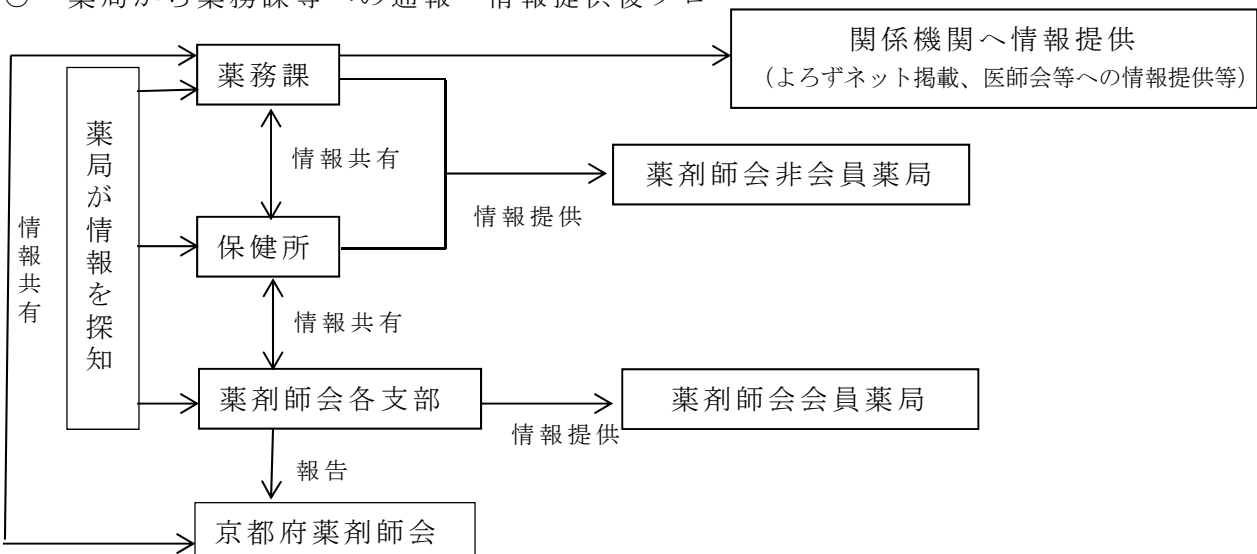 ○ 薬局から薬務課等への通報・情報提供後フロー
関係機関へ情報提供
（よろずネット掲載、医師会等への情報提供等）
薬務課
薬局が情報を探知
情報共有
情報共有
薬剤師会非会員薬局
情報提供
保健所
情報共有
薬剤師会各支部
薬剤師会会員薬局
情報提供
報告
京都府薬剤師会